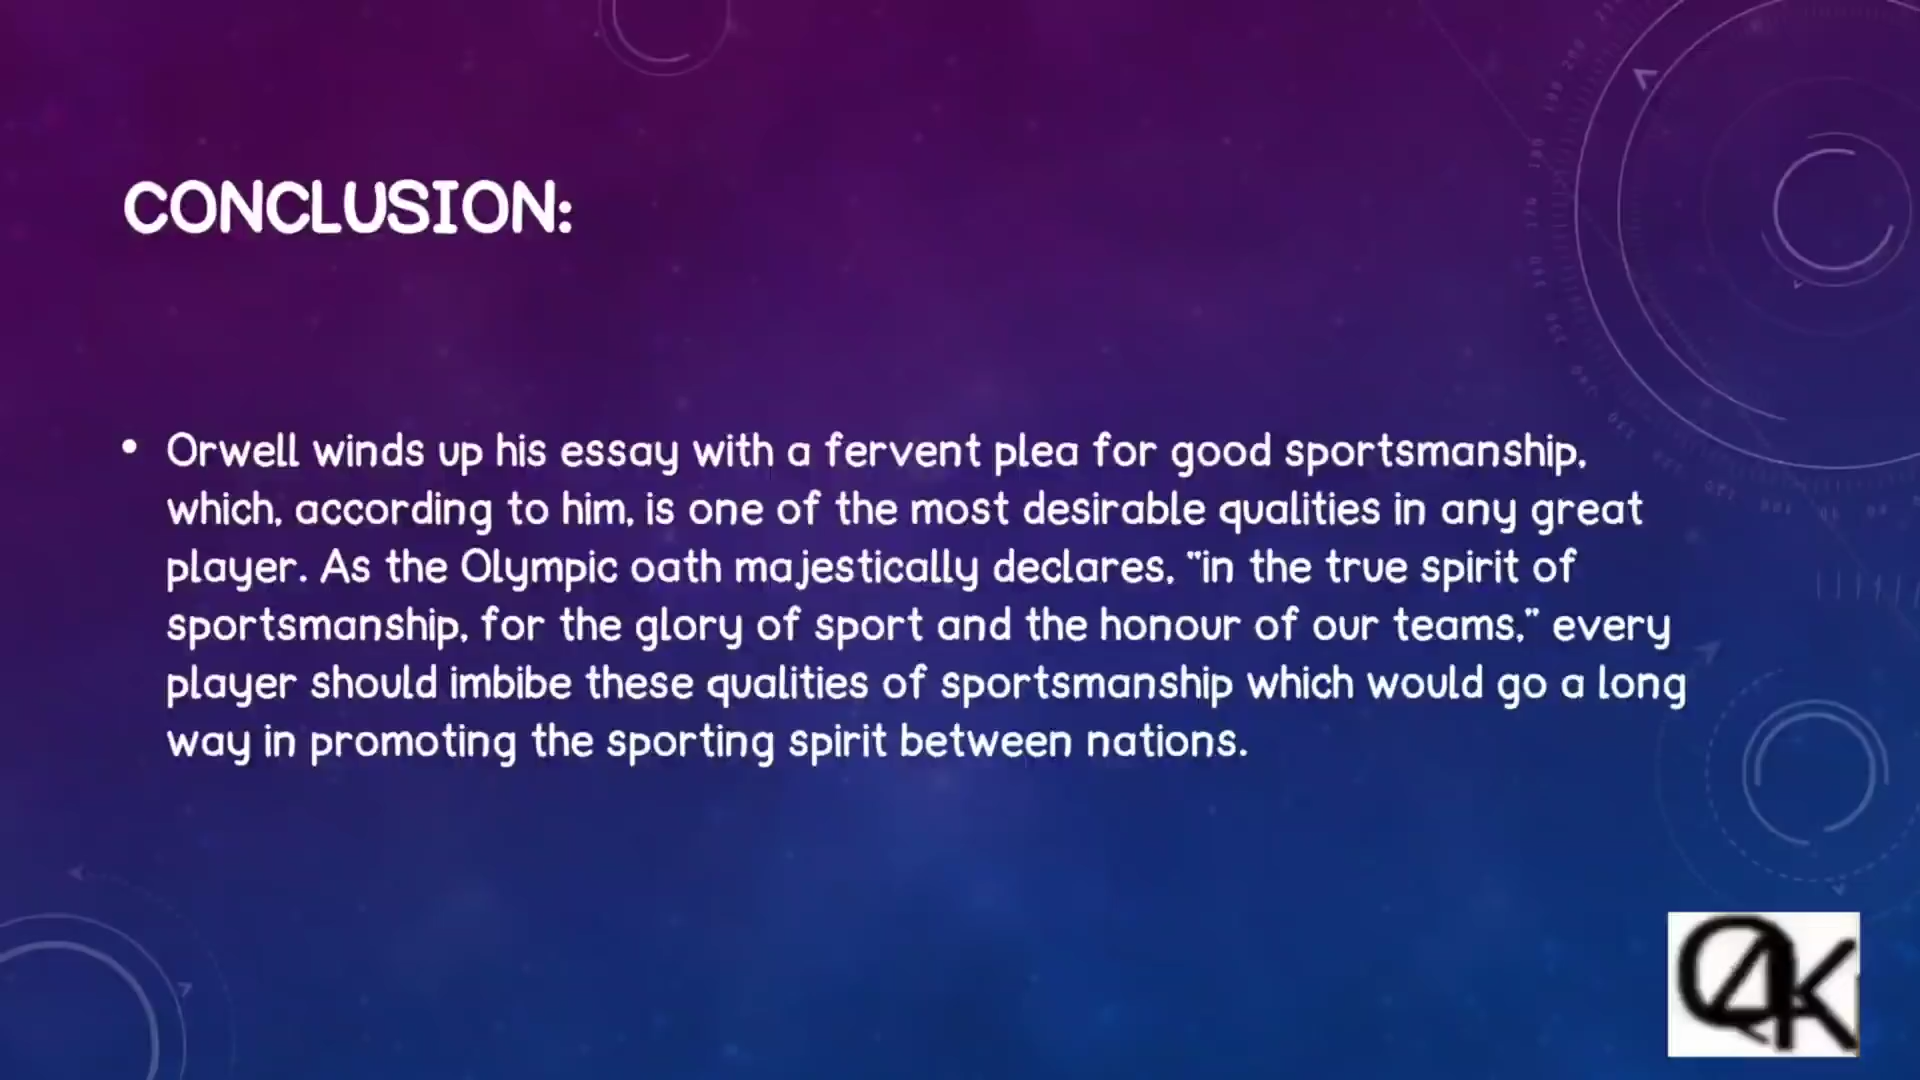 CONCLUSION:
• Orwell winds up his essay with a fervent plea for good sportsmanship,
which, according to him, is one of the most desirable qualities in any great
player. As the Olympic oath majestically declares, "in the true spirit of
sportsmanship, for the glory of sport and the honour of our teams," every
player should imbibe these qualities of sportsmanship which would go a long
way in promoting the sporting spirit between nations.